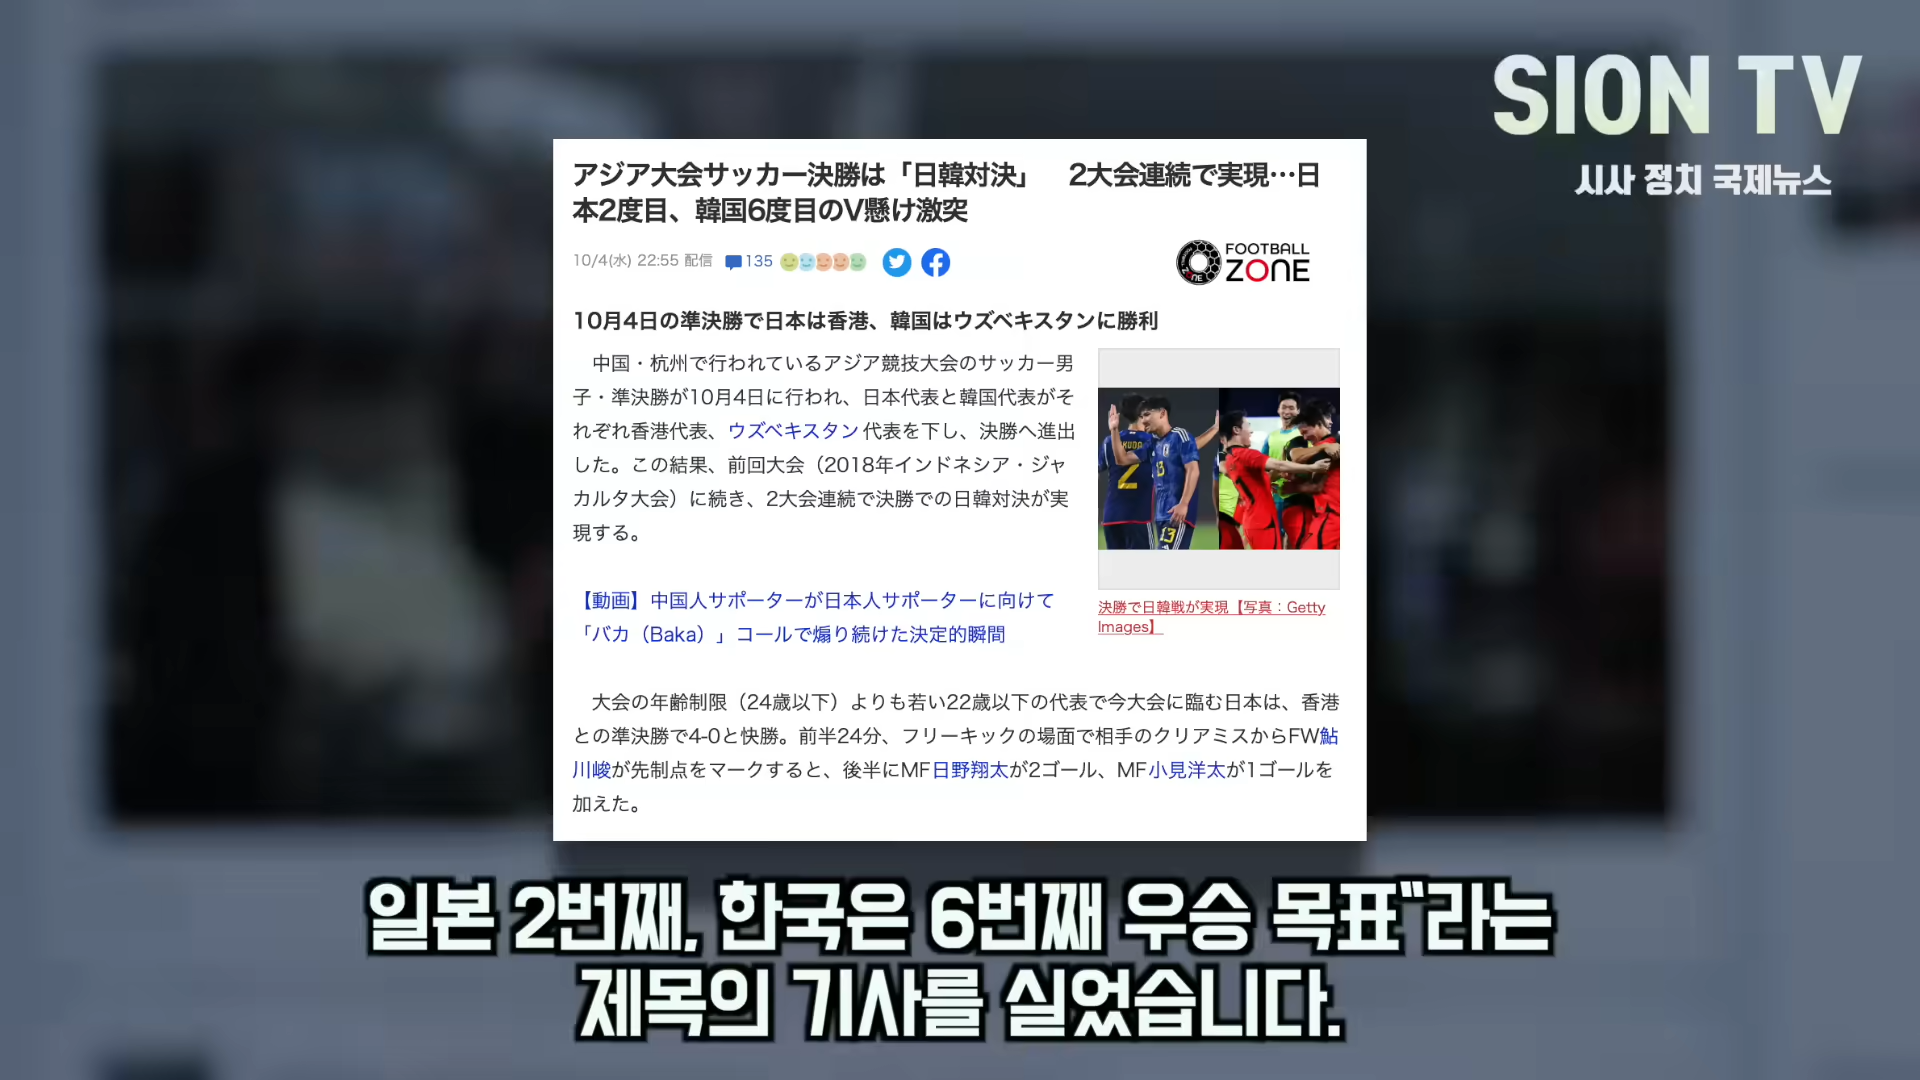 SION TV
시사 정치 국제뉴스
アジア大会サッカー決勝は「日韓対決」　2大会連続で実現…日
本2度目、韓国6度目のV懸け激突
10/4(水) 22:55 配信 135
FOOTBALL
ZONE
10月4日の準決勝で日本は香港、韓国はウズベキスタンに勝利
中国・杭州で行われているアジア競技大会のサッカー男
子・準決勝が10月4日に行われ、日本代表と韓国代表がそ
れぞれ香港代表、ウズベキスタン代表を下し、決勝へ進出
した。この結果、前回大会（2018年インドネシア・ジャ
カルタ大会）に続き、2大会連続で決勝での日韓対決が実
現する。
2
13
13
決勝で日韓戦が実現【写真：Getty
Images】
【動画】中国人サポーターが日本人サポーターに向けて
「バカ（Baka）」コールで煽り続けた決定的瞬間
大会の年齢制限（24歳以下）よりも若い22歳以下の代表で今大会に臨む日本は、香港
との準決勝で4-0と快勝。前半24分、フリーキックの場面で相手のクリアミスからFW鮎
川峻が先制点をマークすると、後半にMF日野翔太が2ゴール、MF小見洋太が1ゴールを
加えた。
일본 2번째, 한국은 6번째 우승 목표"라는
제목의 기사를 실었습니다.